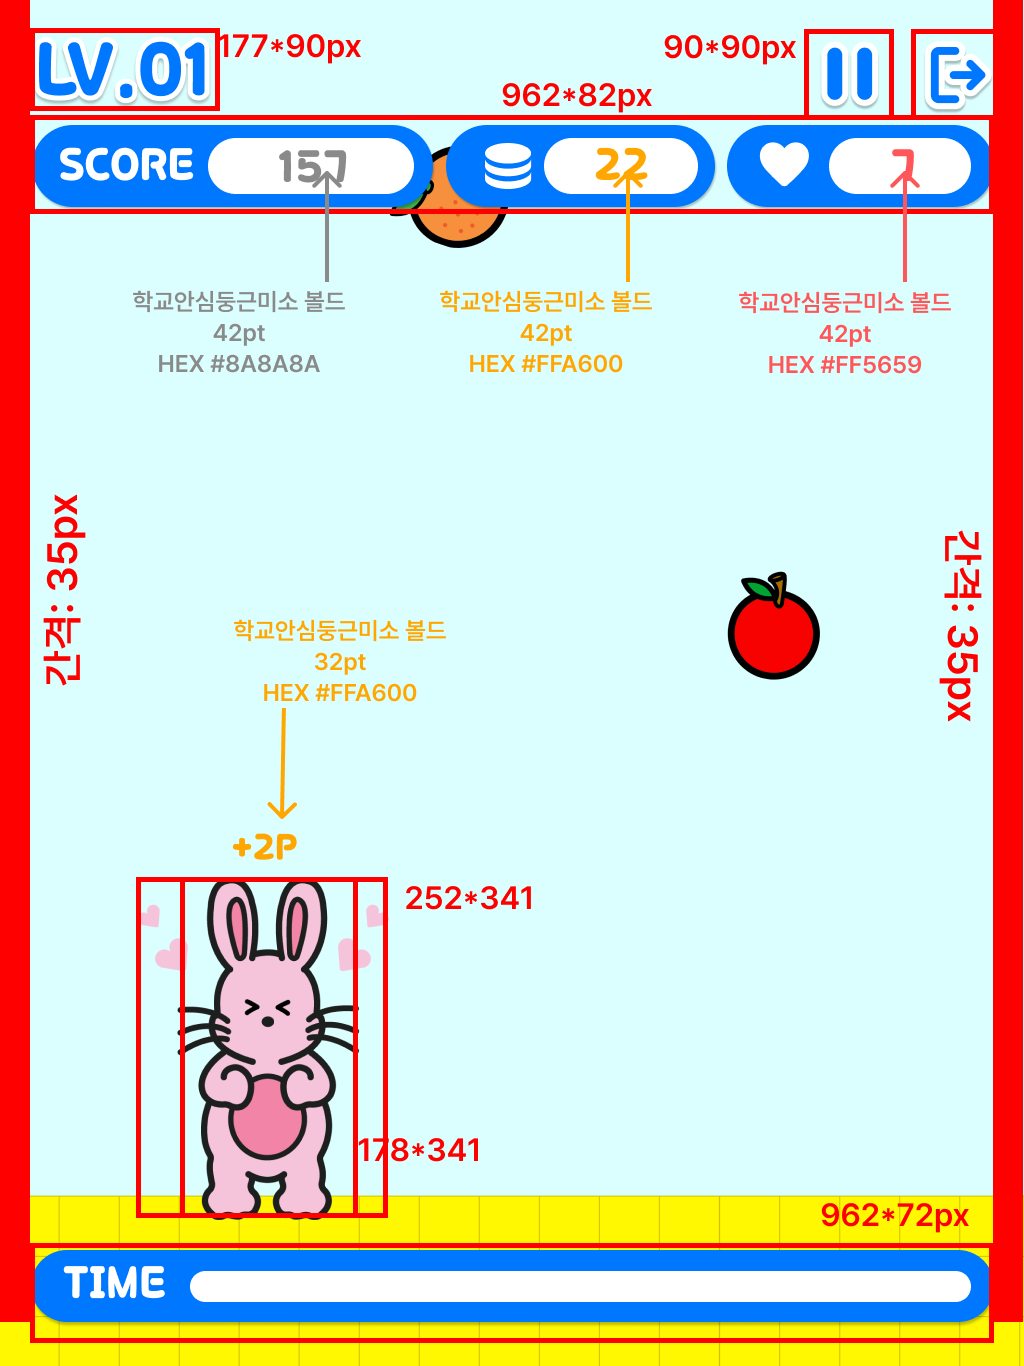 LV.01
177*90px
90*90px
962*82px
SCORE
157
22
7
학교안심둥근미소 볼드
42pt
HEX #8A8A8A
학교안심둥근미소 볼드
42pt
HEX #FFA600
학교안심둥근미소 볼드
42pt
HEX #FF5659
간격: 35px
간격: 35px
학교안심둥근미소 볼드
32pt
HEX #FFA600
+2P
252*341
178*341
962*72px
TIME